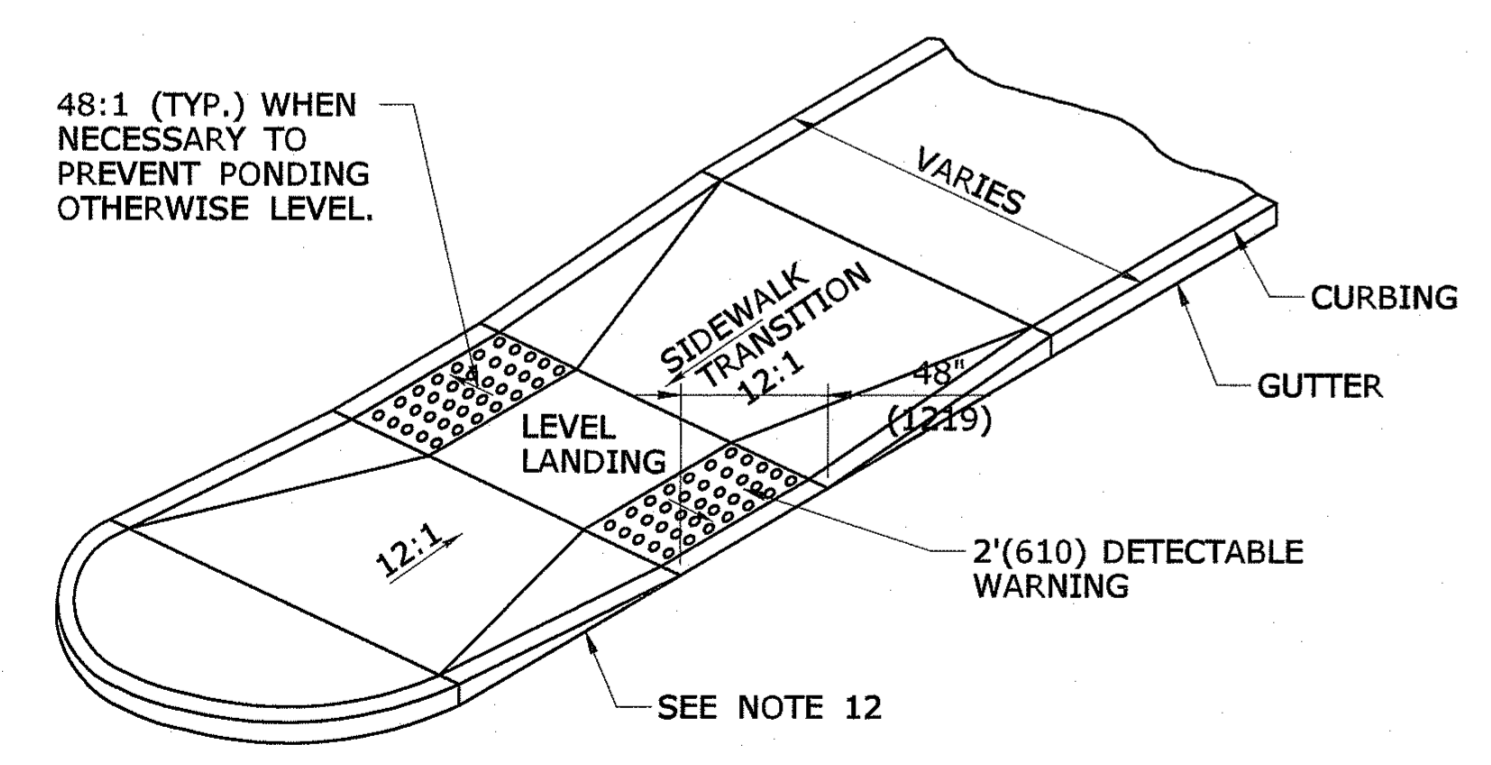 48:1 (TYP.) WHEN
NECESSARY TO
PREVENT PONDING
OTHERWISE LEVEL.
VARIES
CURBING
GUTTER
SIDEWALK
TRANSITION
12:1
48"
(1219)
LEVEL
LANDING
12:1
2'(610) DETECTABLE
WARNING
SEE NOTE 12